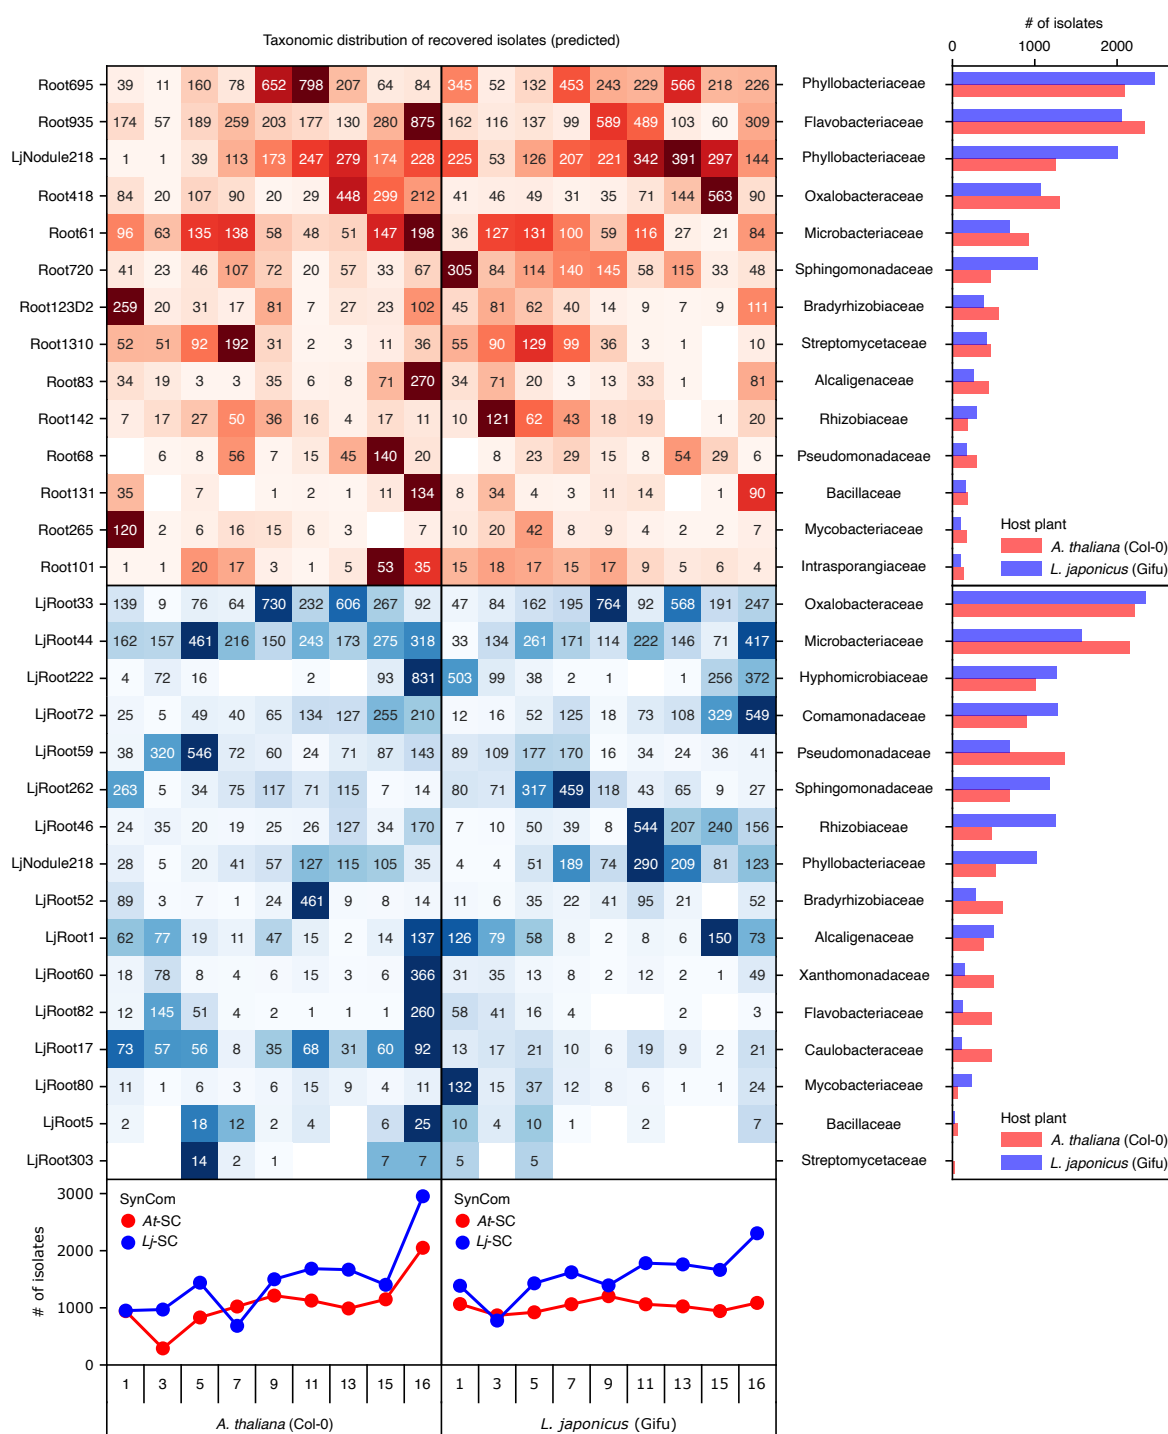 # of isolates
Taxonomic distribution of recovered isolates (predicted)
0 1000 2000
Root695 39 11 160 78 652 798 207 64 84 345 52 132 453 243 229 566 218 226 Phyllobacteriaceae
Root935 174 57 189 259 203 177 130 280 875 162 116 137 99 589 489 103 60 309 Flavobacteriaceae
LjNodule218 1 1 39 113 173 247 279 174 228 225 53 126 207 221 342 391 297 144 Phyllobacteriaceae
Root418 84 20 107 90 20 29 448 299 212 41 46 49 31 35 71 144 563 90 Oxalobacteraceae
Root61 96 63 135 138 58 48 51 147 198 36 127 131 100 59 116 27 21 84 Microbacteriaceae
Root720 41 23 46 107 72 20 57 33 67 305 84 114 140 145 58 115 33 48 Sphingomonadaceae
Root123D2 259 20 31 17 81 7 27 23 102 45 81 62 40 14 9 7 9 111 Bradyrhizobiaceae
Root1310 52 51 92 192 31 2 3 11 36 55 90 129 99 36 3 1 10 Streptomycetaceae
Root83 34 19 3 3 35 6 8 71 270 34 71 20 3 13 33 1 81 Alcaligenaceae
Root142 7 17 27 50 36 16 4 17 11 10 121 62 43 18 19 1 20 Rhizobiaceae
Root68 6 8 56 7 15 45 140 20 8 23 29 15 8 54 29 6 Pseudomonadaceae
Root131 35 7 1 2 1 11 134 8 34 4 3 11 14 1 90 Bacillaceae
Root265 120 2 6 16 15 6 3 7 10 20 42 8 9 4 2 2 7 Mycobacteriaceae
Root101 1 1 20 17 3 1 5 53 35 15 18 17 15 17 9 5 6 4 Intrasporangiaceae
Host plant
A. thaliana (Col-0)
L. japonicus (Gifu)
LjRoot33 139 9 76 64 730 232 606 267 92 47 84 162 195 764 92 568 191 247 Oxalobacteraceae
LjRoot44 162 157 461 216 150 243 173 275 318 33 134 261 171 114 222 146 71 417 Microbacteriaceae
LjRoot222 4 72 16 2 93 831 503 99 38 2 1 1 256 372 Hyphomicrobiaceae
LjRoot72 25 5 49 40 65 134 127 255 210 12 16 52 125 18 73 108 329 549 Comamonadaceae
LjRoot59 38 320 546 72 60 24 71 87 143 89 109 177 170 16 34 24 36 41 Pseudomonadaceae
LjRoot262 263 5 34 75 117 71 115 7 14 80 71 317 459 118 43 65 9 27 Sphingomonadaceae
LjRoot46 24 35 20 19 25 26 127 34 170 7 10 50 39 8 544 207 240 156 Rhizobiaceae
LjNodule218 28 5 20 41 57 127 115 105 35 4 4 51 189 74 290 209 81 123 Phyllobacteriaceae
LjRoot52 89 3 7 1 24 461 9 8 14 11 6 35 22 41 95 21 52 Bradyrhizobiaceae
LjRoot1 62 77 19 11 47 15 2 14 137 126 79 58 8 2 8 6 150 73 Alcaligenaceae
LjRoot60 18 78 8 4 6 15 3 6 366 31 35 13 8 2 12 2 1 49 Xanthomonadaceae
LjRoot82 12 145 51 4 2 1 1 1 260 58 41 16 4 2 3 Flavobacteriaceae
LjRoot17 73 57 56 8 35 68 31 60 92 13 17 21 10 6 19 9 2 21 Caulobacteraceae
LjRoot80 11 1 6 3 6 15 9 4 11 132 15 37 12 8 6 1 1 24 Mycobacteriaceae
LjRoot5 2 18 12 2 4 6 25 10 4 10 1 2 7 Bacillaceae
LjRoot303 14 2 1 7 7 5 5 Streptomycetaceae
Host plant
A. thaliana (Col-0)
L. japonicus (Gifu)
# of isolates
3000
2000
1000
0
SynCom
At-SC
Lj-SC
SynCom
At-SC
Lj-SC
1 3 5 7 9 11 13 15 16 1 3 5 7 9 11 13 15 16
A. thaliana (Col-0) L. japonicus (Gifu)